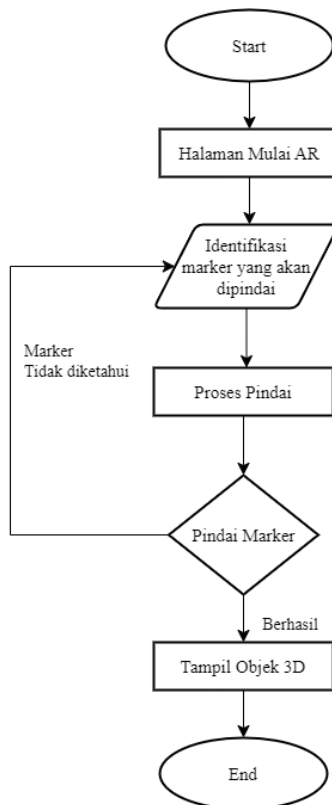 Start
Halaman Mulai AR
Identifikasi
marker yang akan
dipindai
Marker
Tidak diketahui
Proses Pindai
Pindai Marker
Berhasil
Tampil Objek 3D
End